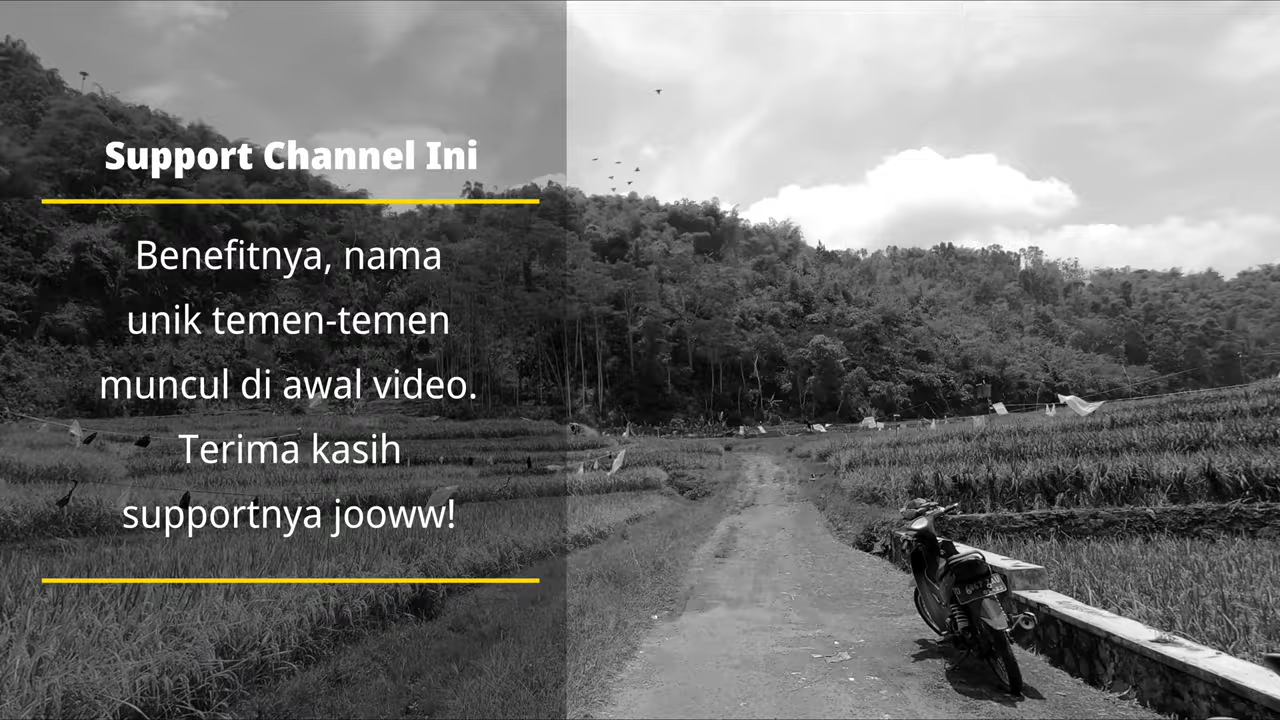 Support Channel Ini
Benefitnya, nama
unik temen-temen
muncul di awal video.
Terima kasih
supportnya jooww!